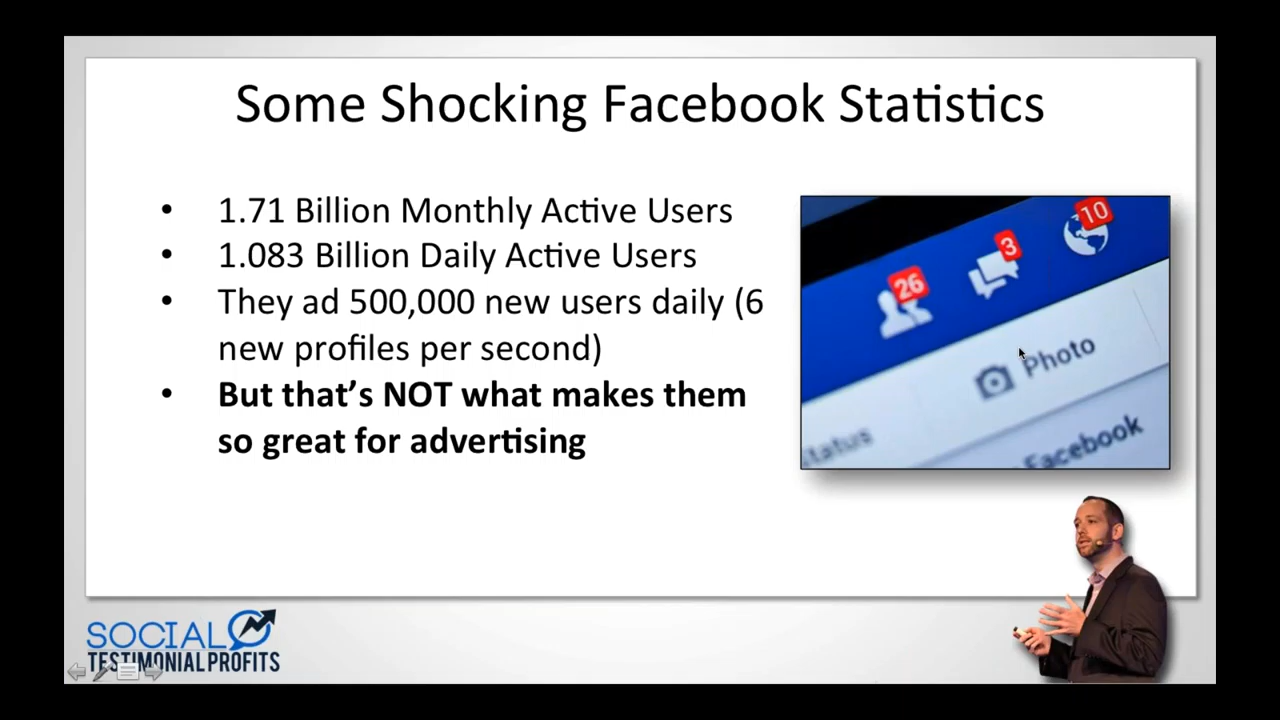 Some Shocking Facebook Statistics
• 1.71 Billion Monthly Active Users
• 1.083 Billion Daily Active Users
• They ad 500,000 new users daily (6
new profiles per second)
• But that's NOT what makes them
so great for advertising
26
3
10
Photo
tatus
Facebook
SOCIAL
TESTIMONIAL PROFITS